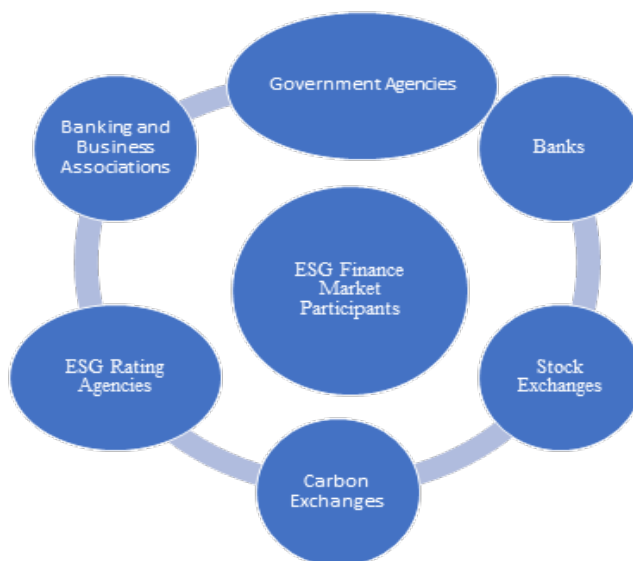 Government Agencies
Banks
Stock
Exchanges
Carbon
Exchanges
ESG Rating
Agencies
Banking and
Business
Associations
ESG Finance
Market
Participants